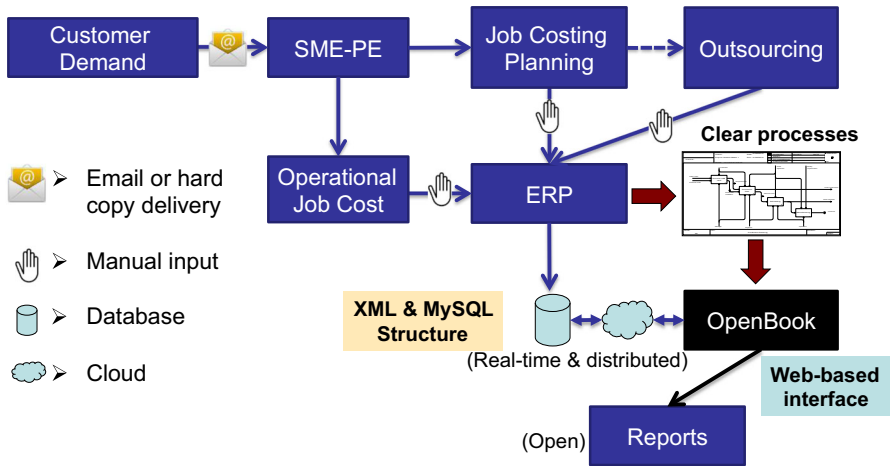 Customer
Demand
SME-PE
Job Costing
Planning
Outsourcing
Clear processes
Email or hard
copy delivery
Operational
Job Cost
ERP
Manual input
XML & MySQL
Structure
Database
OpenBook
(Real-time & distributed)
Cloud
Web-based
interface
(Open)
Reports